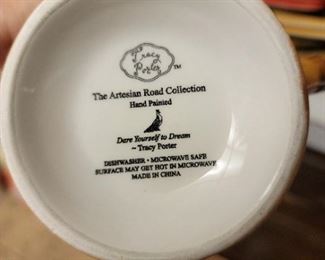 Tracy
Porter
TM
The Artesian Road Collection
Hand Painted
Dare Yourself to Dream
~ Tracy Porter
DISHWASHER • MICROWAVE SAFE
SURFACE MAY GET HOT IN MICROWAVE
MADE IN CHINA